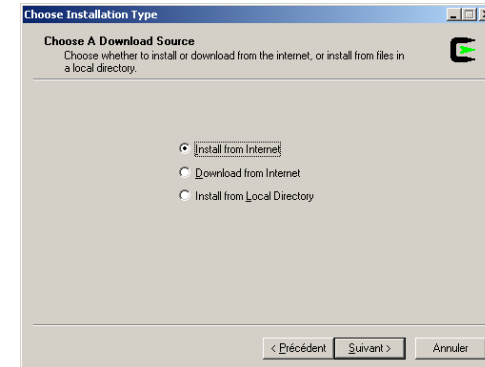 Choose Installation Type
Choose A Download Source
Choose whether to install or download from the internet, or install from files in
a local directory.
Install from Internet
Download from Internet
Install from Local Directory
< Précédent
Suivant >
Annuler